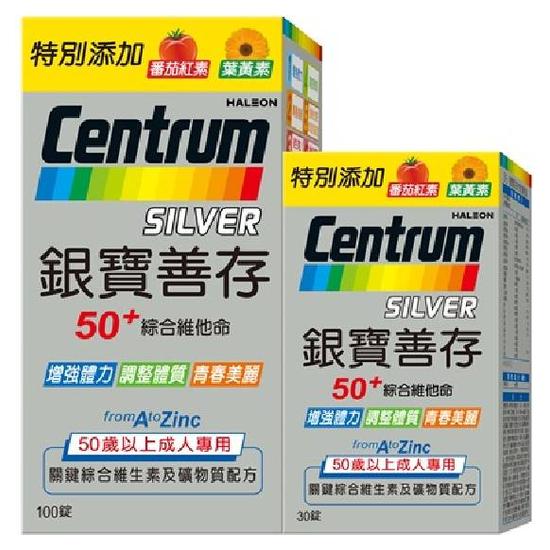 特別添加
番茄紅素
葉黃素
HALEON
Centrum
SILVER
銀寶善存
50+綜合維他命
增強體力 調整體質 青春美麗
from A to Zinc
50歲以上成人專用
關鍵綜合維生素及礦物質配方
100錠
特別添加
番茄紅素
葉黃素
HALEON
Centrum
SILVER
銀寶善存
50+綜合維他命
增強體力 調整體質 青春美麗
from A to Zinc
50歲以上成人專用
關鍵綜合維生素及礦物質配方
30錠